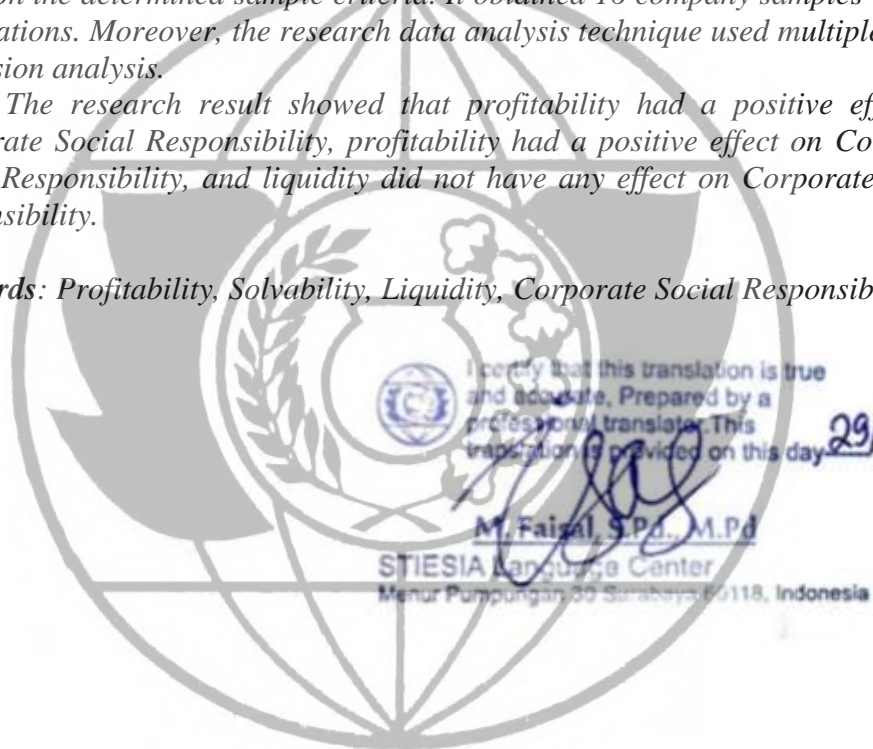 on the determined sample criteria. It obtained 16 company samples
ations. Moreover, the research data analysis technique used multiple
sion analysis.
The research result showed that profitability had a positive eff
rate Social Responsibility, profitability had a positive effect on Co
Responsibility, and liquidity did not have any effect on Corporate
nsibility.
rds: Profitability, Solvability, Liquidity, Corporate Social Responsib
I certify that this translation is true
and accurate, Prepared by a
professional translator. This
translation is provided on this day 29
M. Faisal, S.Pd., M.Pd
STIESIA Language Center
Menur Pumpungan 30 Surabaya 60118, Indonesia